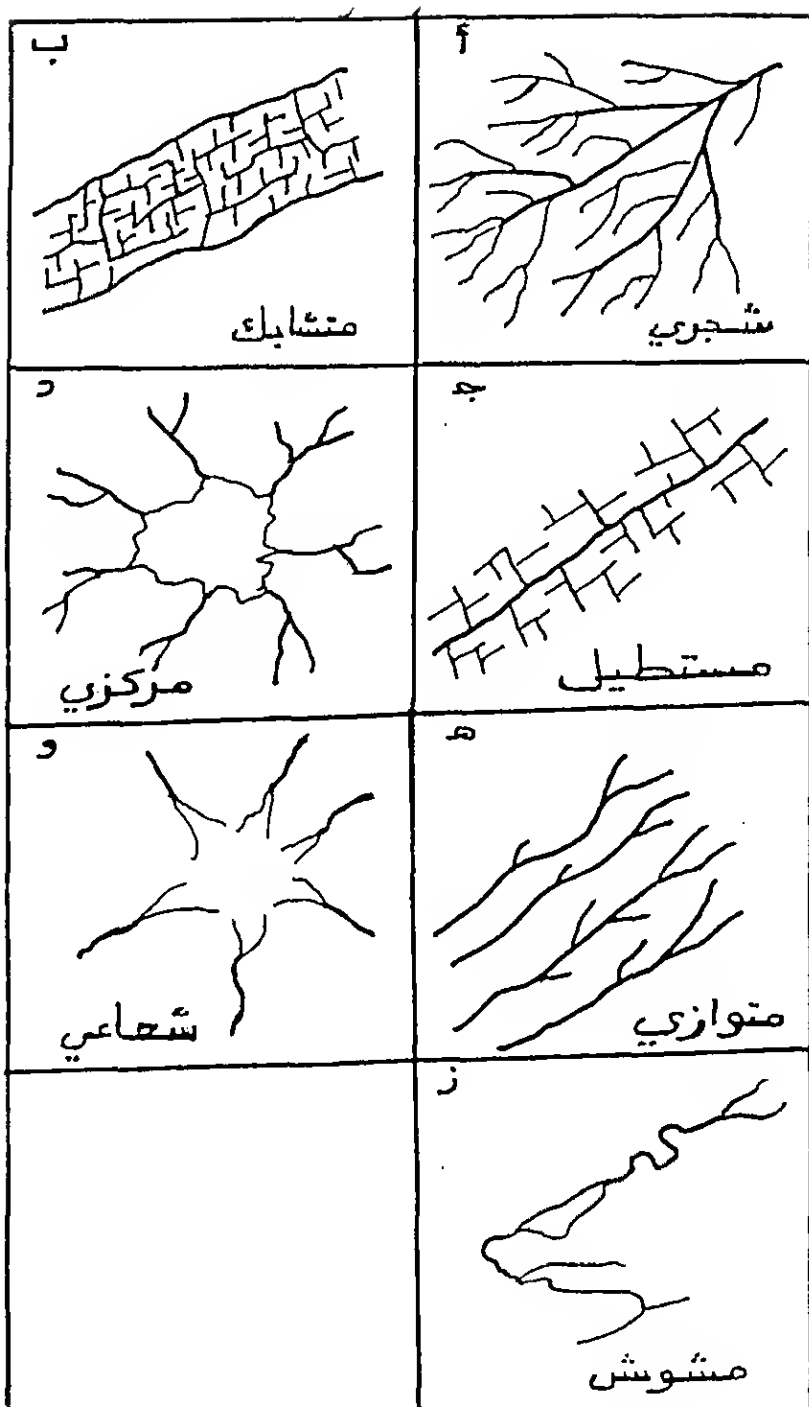 أ
شجري
ب
متشابك
جـ
مستطيل
د
مركزي
هـ
متوازي
و
شعاعي
ز
مشوش